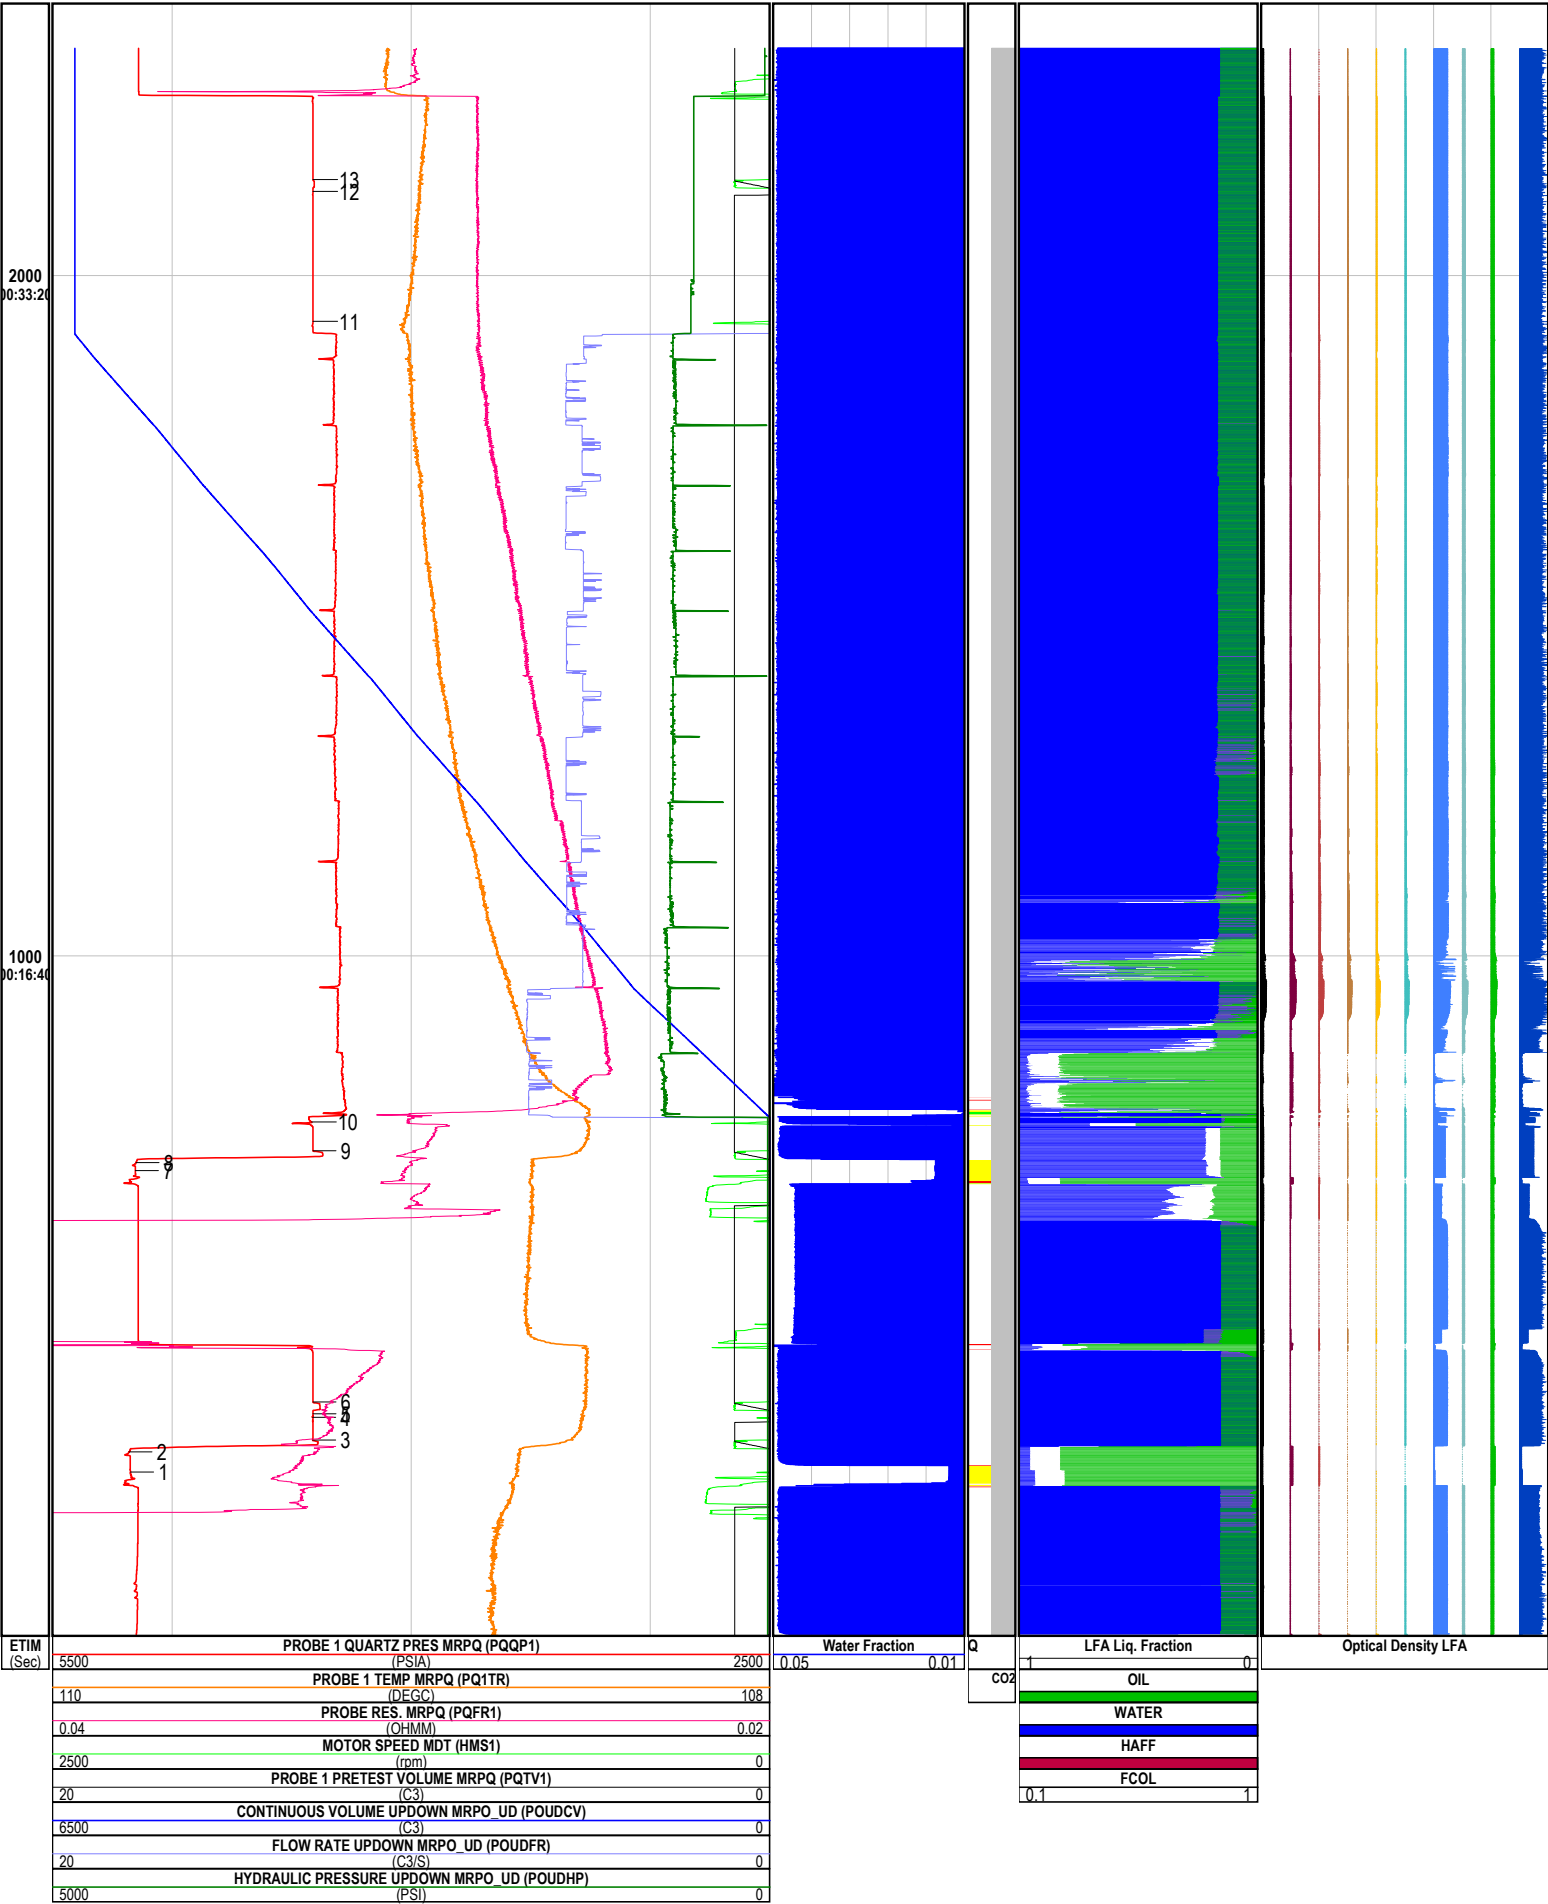 13
12
2000
00:33:20
11
1000
00:16:40
10
9
8
7
6
5
4
3
2
1
ETIM
(Sec)
PROBE 1 QUARTZ PRES MRPQ (PQQP1)
5500 (PSIA) 2500
PROBE 1 TEMP MRPQ (PQ1TR)
110 (DEGC) 108
PROBE RES. MRPQ (PQFR1)
0.04 (OHMM) 0.02
MOTOR SPEED MDT (HMS1)
2500 (rpm) 0
PROBE 1 PRETEST VOLUME MRPQ (PQTV1)
20 (C3) 0
CONTINUOUS VOLUME UPDOWN MRPO_UD (POUDCV)
6500 (C3) 0
FLOW RATE UPDOWN MRPO_UD (POUDFR)
20 (C3/S) 0
HYDRAULIC PRESSURE UPDOWN MRPO_UD (POUDHP)
5000 (PSI) 0
Water Fraction
0.05 0.01
Q
CO2
LFA Liq. Fraction
1 0
OIL
WATER
HAFF
FCOL
0.1 1
Optical Density LFA